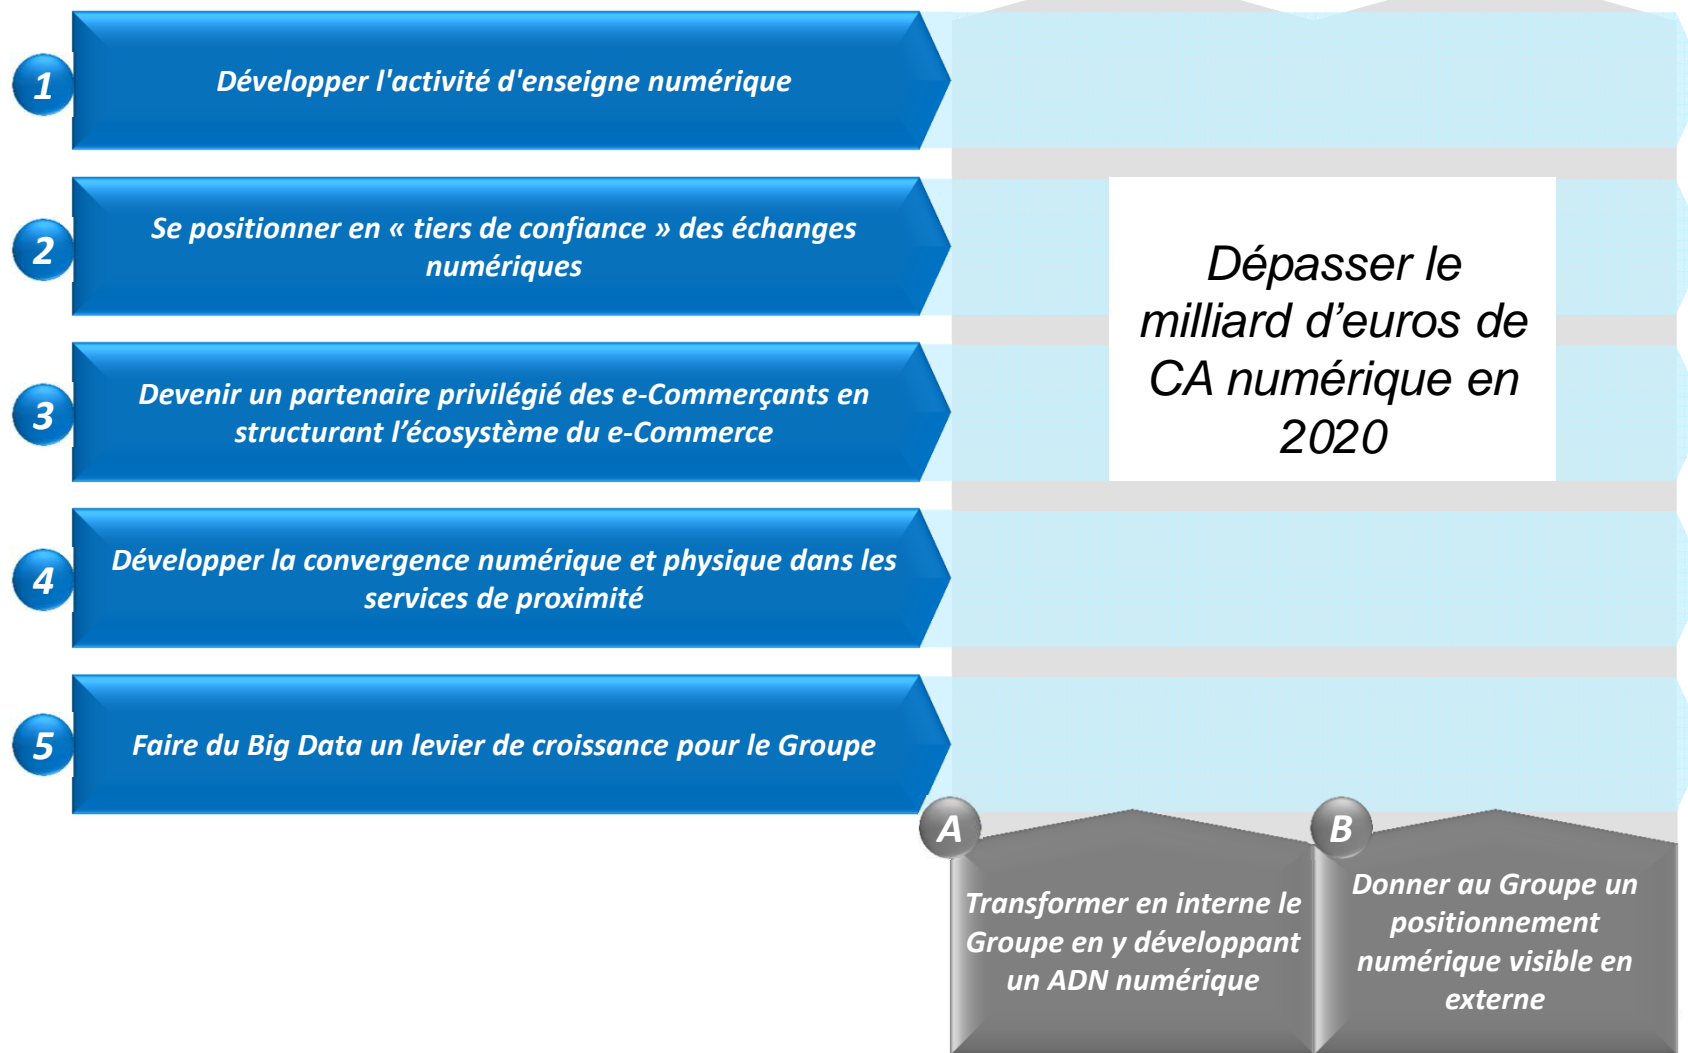 1
Développer l'activité d'enseigne numérique
2
Se positionner en « tiers de confiance » des échanges
numériques
3
Devenir un partenaire privilégié des e-Commerçants en
structurant l’écosystème du e-Commerce
4
Développer la convergence numérique et physique dans les
services de proximité
5
Faire du Big Data un levier de croissance pour le Groupe
Dépasser le
milliard d’euros de
CA numérique en
2020
A
Transformer en interne le
Groupe en y développant
un ADN numérique
B
Donner au Groupe un
positionnement
numérique visible en
externe